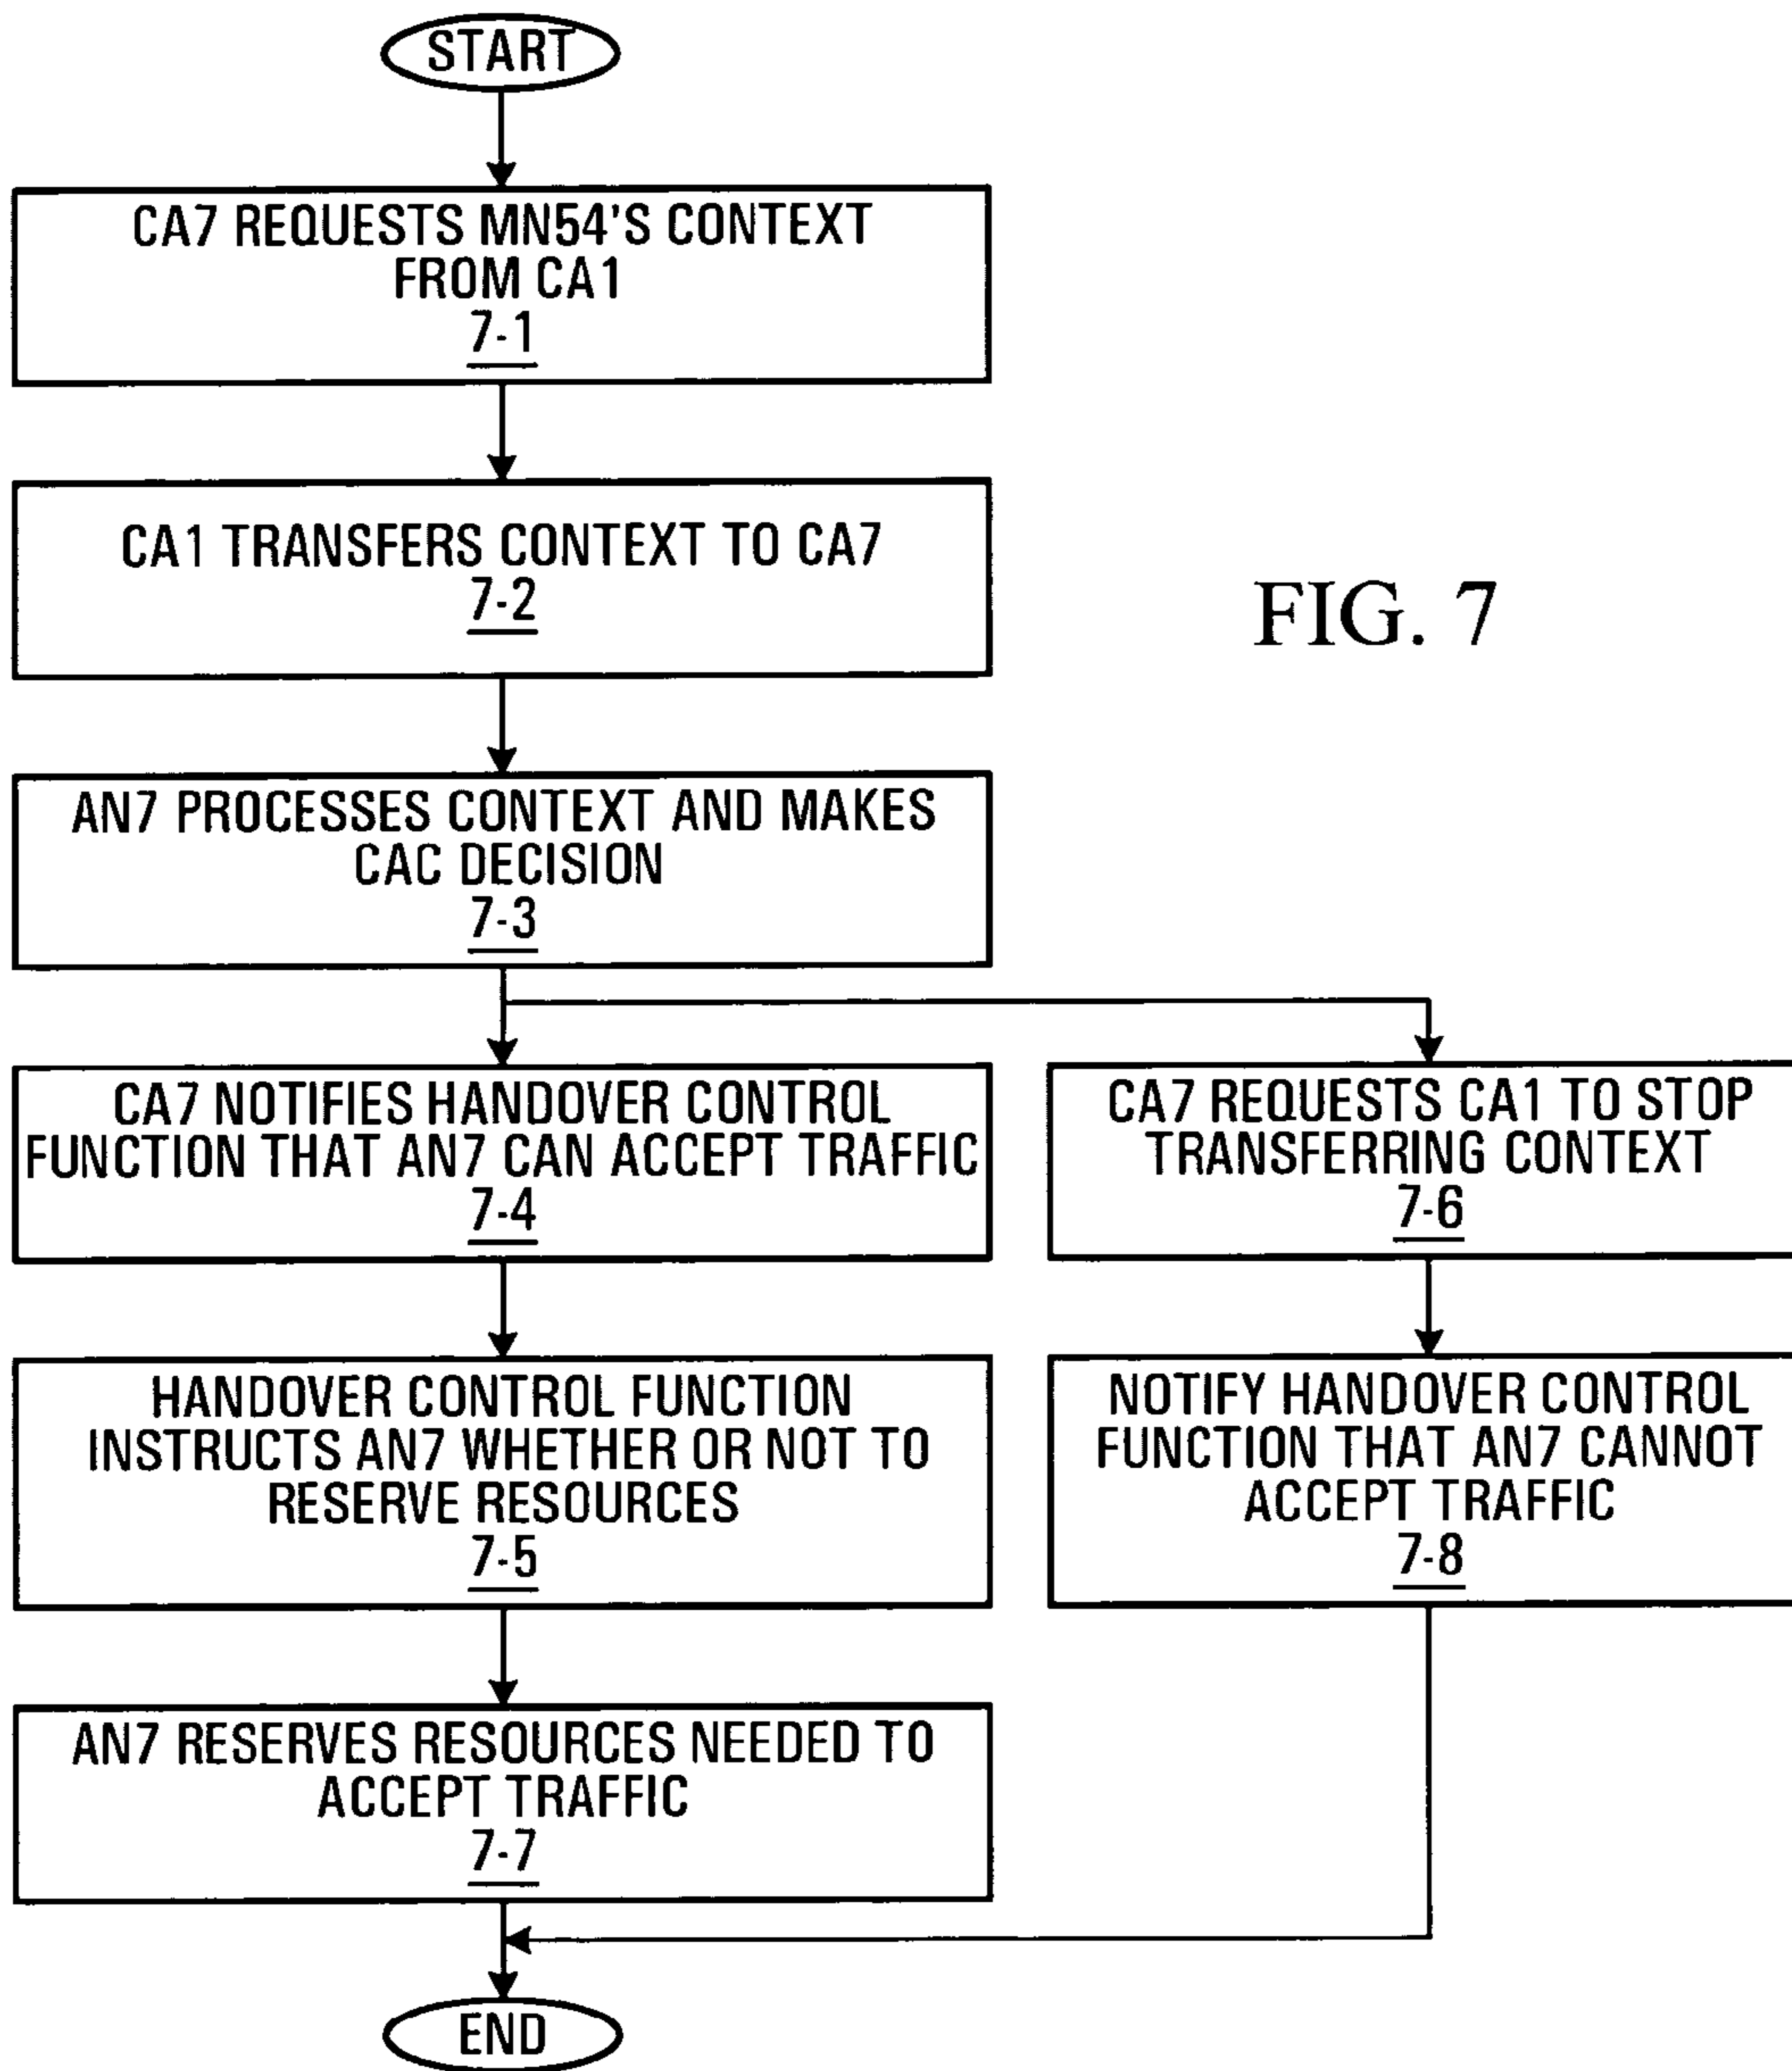 START
CA7 REQUESTS MN54'S CONTEXT
FROM CA1
7-1
CA1 TRANSFERS CONTEXT TO CA7
7-2
FIG. 7
AN7 PROCESSES CONTEXT AND MAKES
CAC DECISION
7-3
CA7 NOTIFIES HANDOVER CONTROL
FUNCTION THAT AN7 CAN ACCEPT TRAFFIC
7-4
CA7 REQUESTS CA1 TO STOP
TRANSFERRING CONTEXT
7-6
HANDOVER CONTROL FUNCTION
INSTRUCTS AN7 WHETHER OR NOT TO
RESERVE RESOURCES
7-5
NOTIFY HANDOVER CONTROL
FUNCTION THAT AN7 CANNOT
ACCEPT TRAFFIC
7-8
AN7 RESERVES RESOURCES NEEDED TO
ACCEPT TRAFFIC
7-7
END